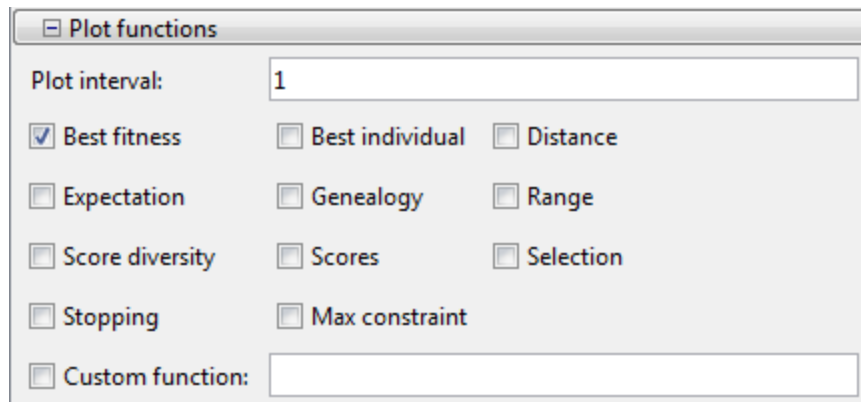 Plot functions
Plot interval: 1
Best fitness Best individual Distance
Expectation Genealogy Range
Score diversity Scores Selection
Stopping Max constraint
Custom function: